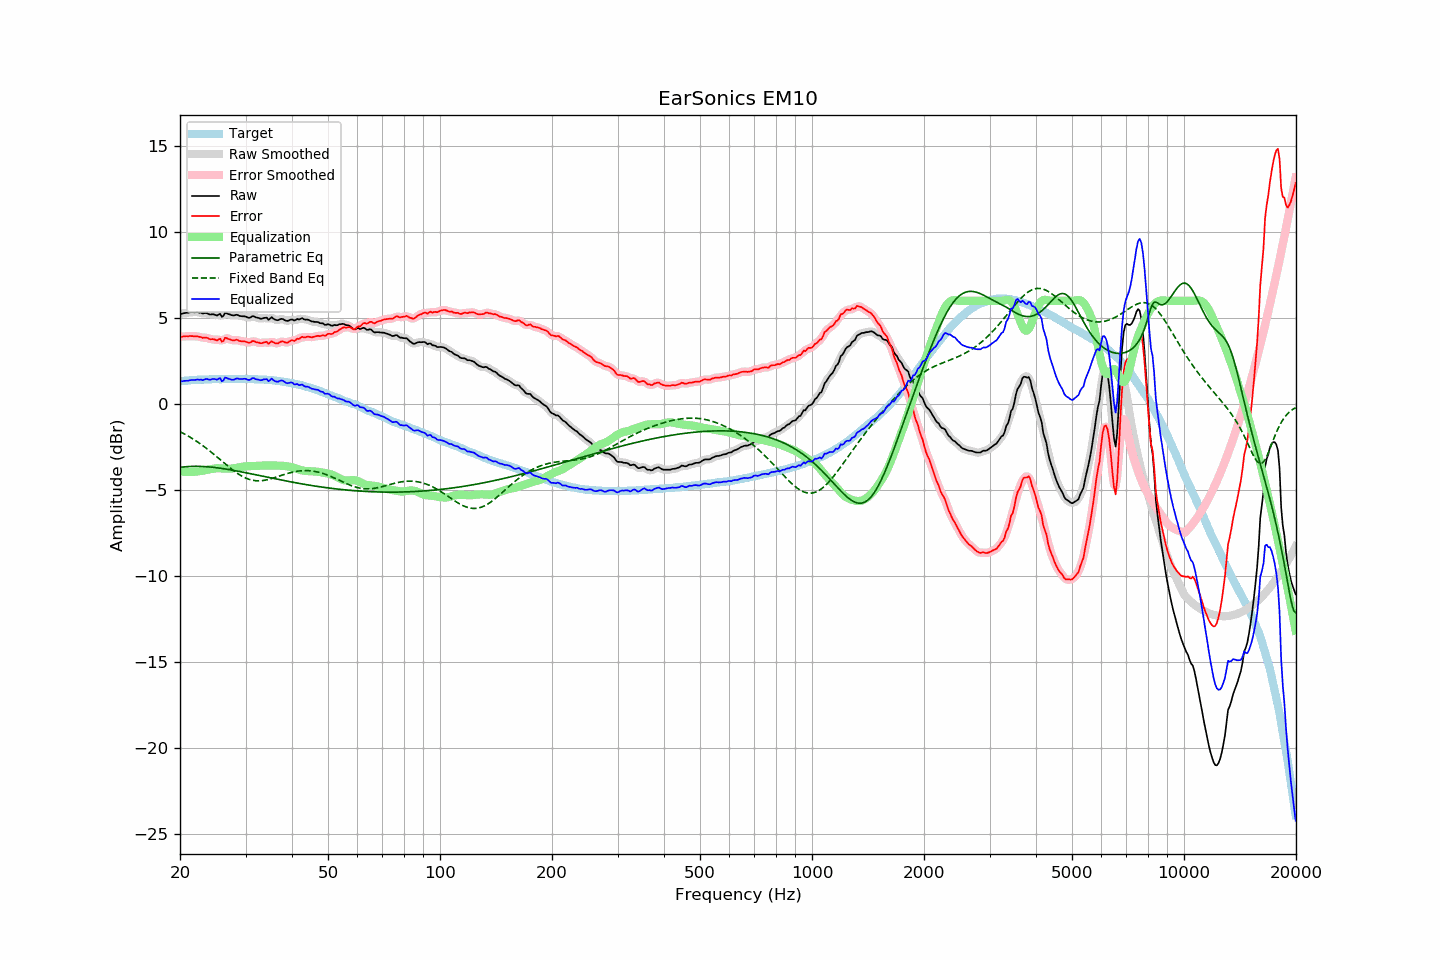 EarSonics EM10
Target
Raw Smoothed
Error Smoothed
Raw
Error
Equalization
Parametric Eq
Fixed Band Eq
Equalized
15
10
5
0
−5
−10
−15
−20
−25
Amplitude (dBr)
20
50
100
200
500
1000
2000
5000
10000
20000
Frequency (Hz)